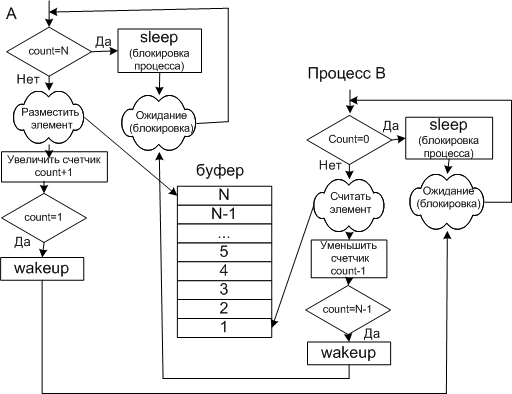 А
count=N
Да
sleep
(блокировка
процесса)
Нет
Разместить
элемент
Ожидание
(блокировка)
Увеличить счетчик
count+1
count=1
Да
wakeup
буфер
N
N-1
...
5
4
3
2
1
Процесс В
Count=0
Да
sleep
(блокировка
процесса)
Нет
Считать
элемент
Ожидание
(блокировка)
Уменьшить
счетчик
count-1
count=N-1
Да
wakeup